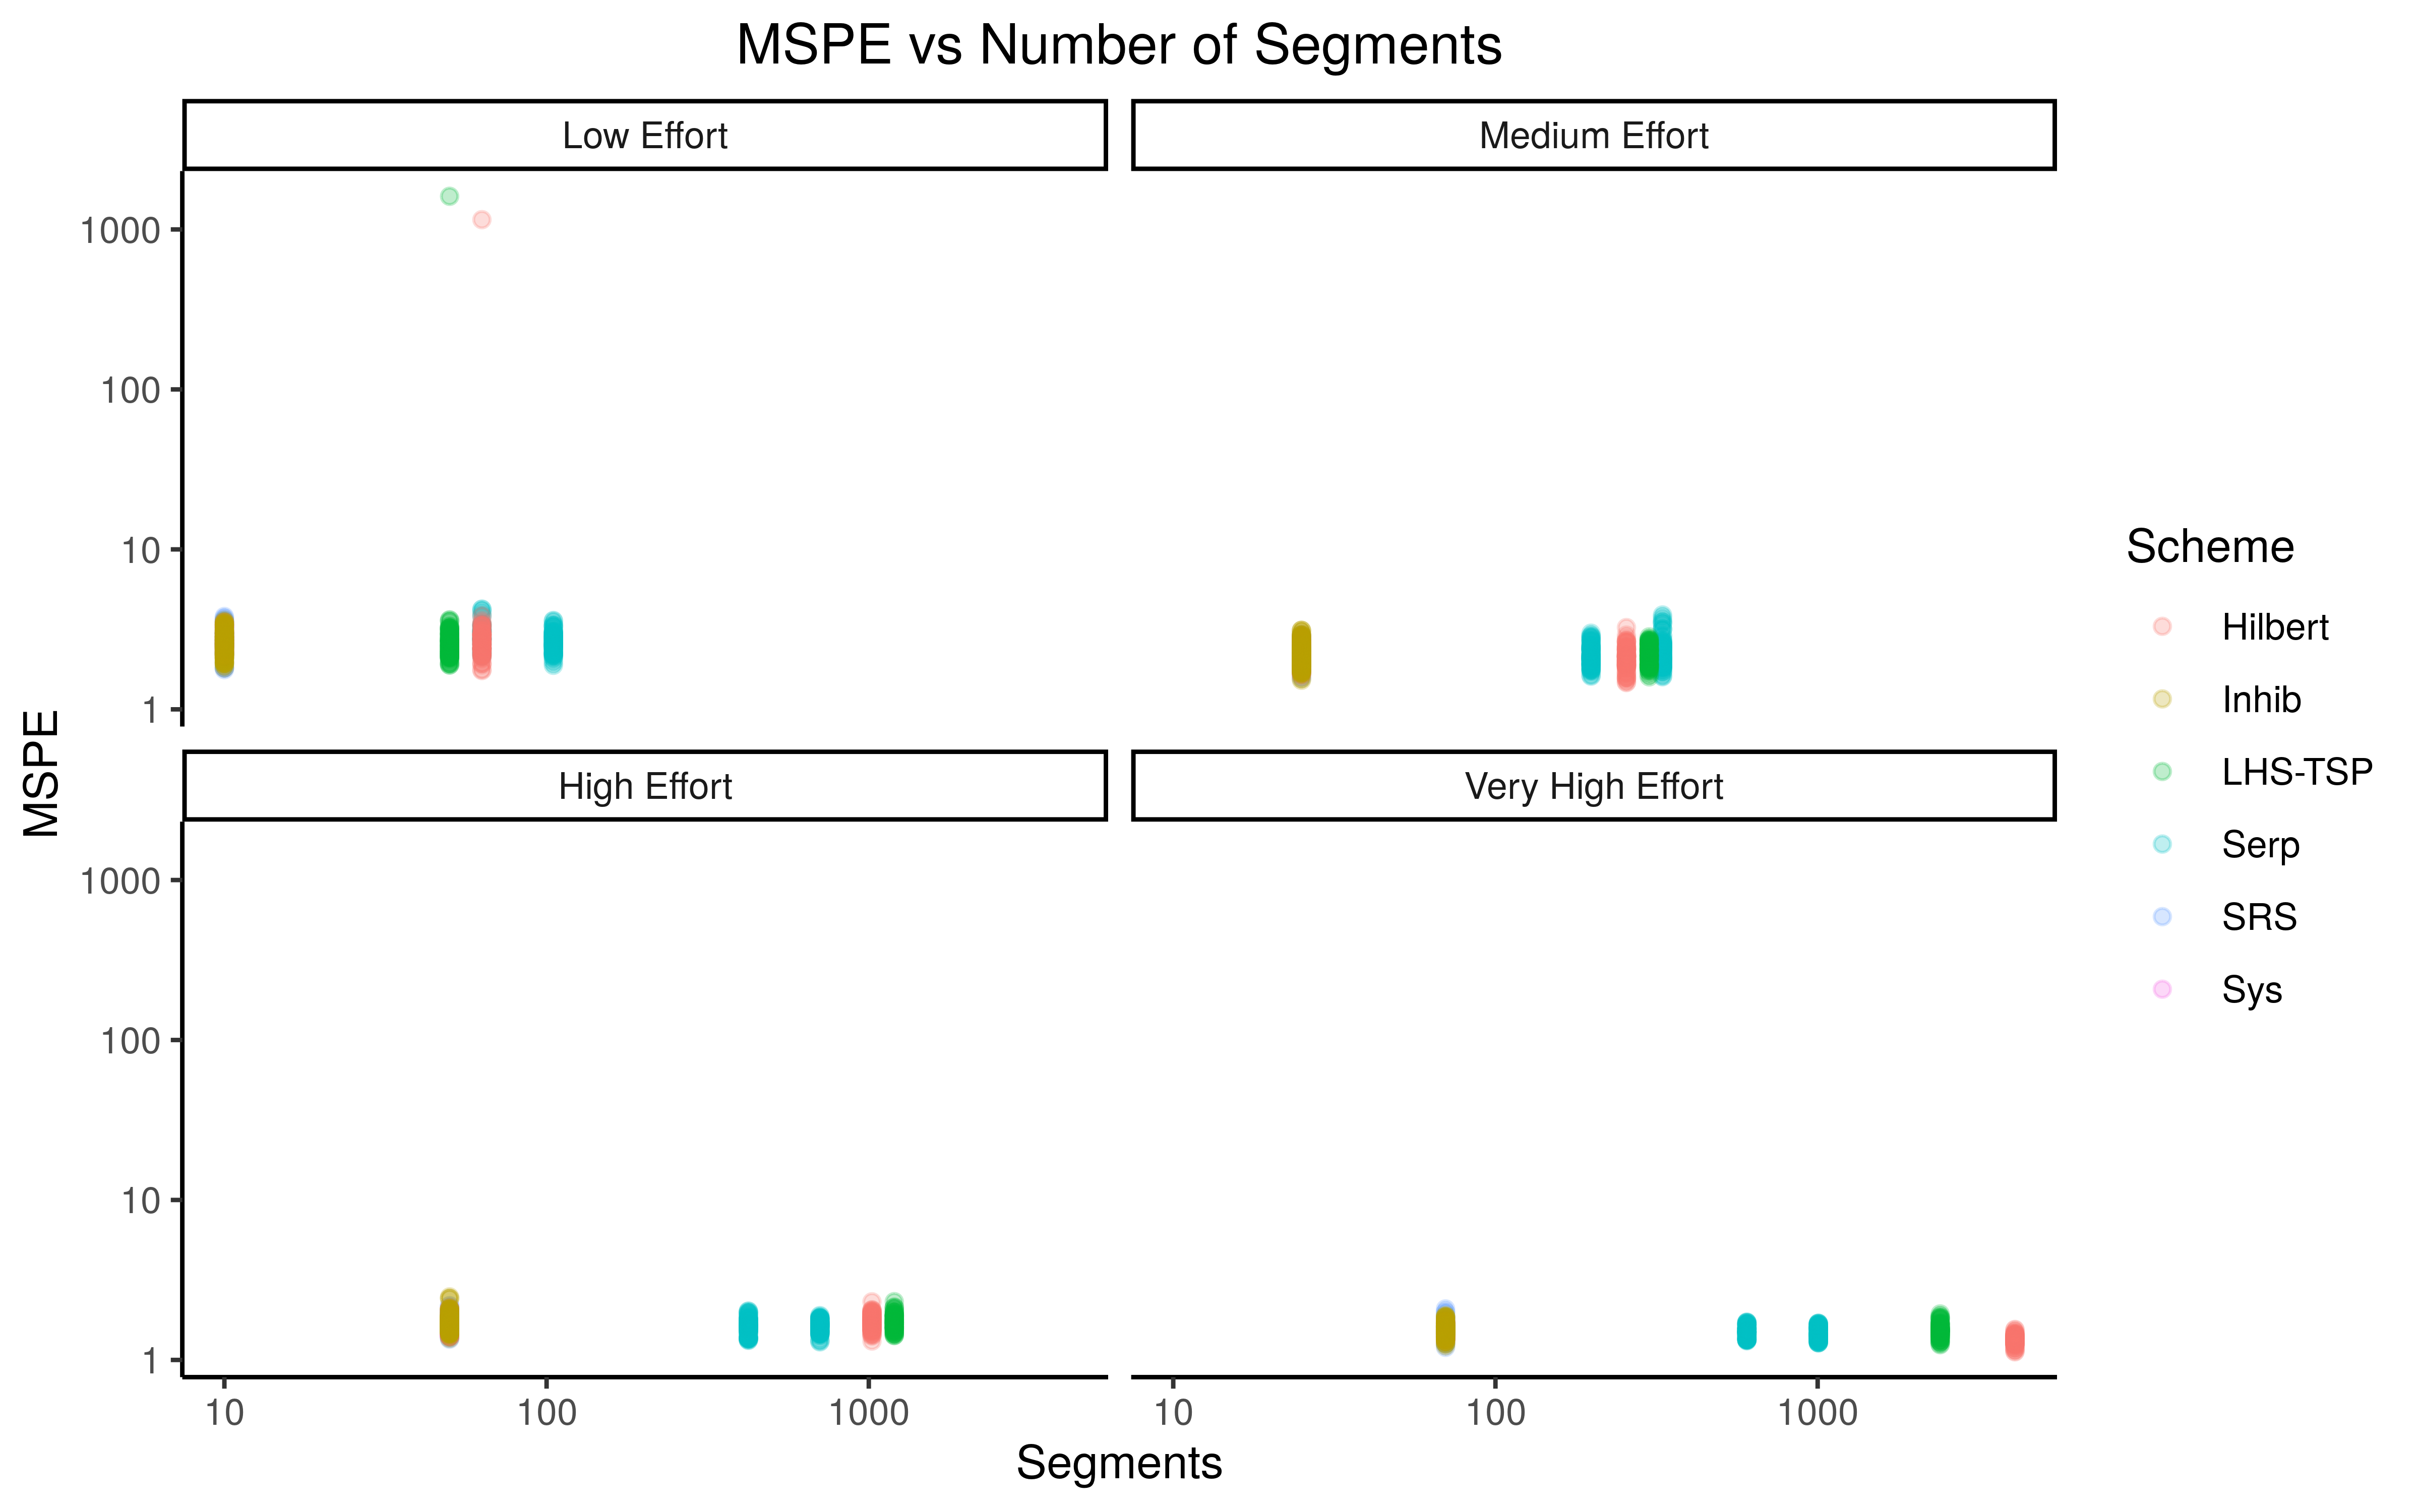 MSPE vs Number of Segments
Low Effort
Medium Effort
1000
100
10
1
High Effort
Very High Effort
1000
100
10
1
10
100
1000
10
100
1000
Segments
MSPE
Scheme
Hilbert
Inhib
LHS-TSP
Serp
SRS
Sys